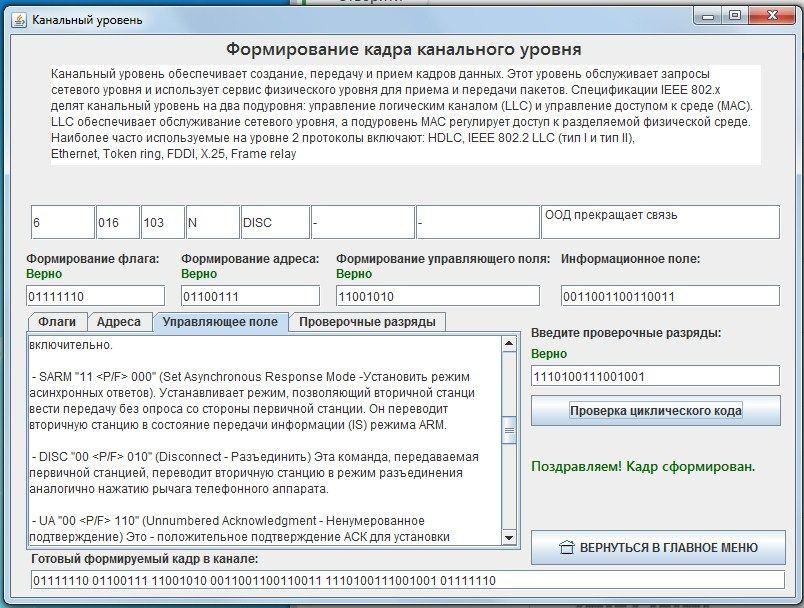 Канальный уровень
Формирование кадра канального уровня
Канальный уровень обеспечивает создание, передачу и прием кадров данных. Этот уровень обслуживает запросы
сетевого уровня и использует сервис физического уровня для приема и передачи пакетов. Спецификации IEEE 802.x
делят канальный уровень на два подуровня: управление логическим каналом (LLC) и управление доступом к среде (MAC).
LLC обеспечивает обслуживание сетевого уровня, а подуровень MAC регулирует доступ к разделяемой физической среде.
Наиболее часто используемые на уровне 2 протоколы включают: HDLC, IEEE 802.2 LLC (тип I и тип II),
Ethernet, Token ring, FDDI, X.25, Frame relay
6 016 103 N DISC - - ООД прекращает связь
Формирование флага: Формирование адреса: Формирование управляющего поля: Информационное поле:
Верно Верно Верно
01111110 01100111 11001010 0011001100110011
Флаги Адреса Управляющее поле Проверочные разряды
включительно.
- SARM "11 <P/F> 000" (Set Asynchronous Response Mode -Установить режим
асинхронных ответов). Устанавливает режим, позволяющий вторичной станци
вести передачу без опроса со стороны первичной станции. Он переводит
вторичную станцию в состояние передачи информации (IS) режима ARM.
- DISC "00 <P/F> 010" (Disconnect - Разъединить) Эта команда, передаваемая
первичной станцией, переводит вторичную станцию в режим разъединения
аналогично нажатию рычага телефонного аппарата.
- UA "00 <P/F> 110" (Unnumbered Acknowledgment - Ненумерованное
подтверждение) Это - положительное подтверждение АСК для установки
Введите проверочные разряды:
Верно
1110100111001001
Проверка циклического кода
Поздравляем! Кадр сформирован.
ВЕРНУТЬСЯ В ГЛАВНОЕ МЕНЮ
Готовый формируемый кадр в канале:
01111110 01100111 11001010 0011001100110011 1110100111001001 01111110